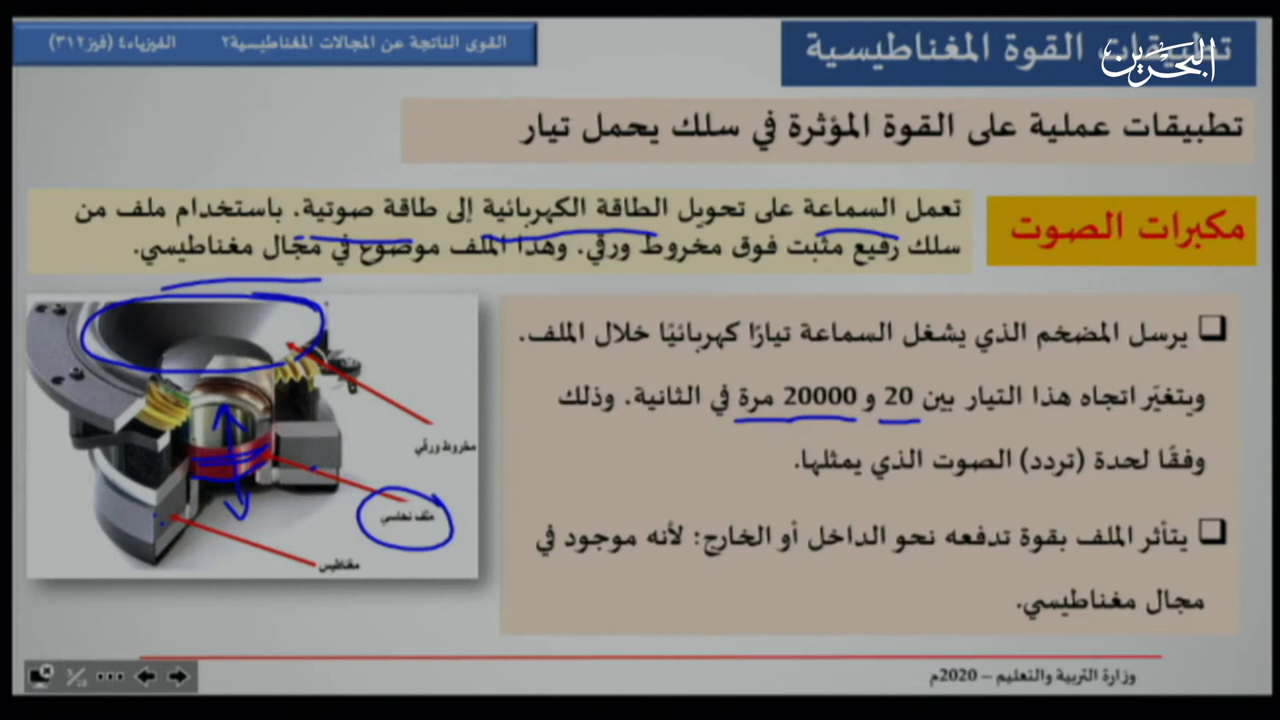 تطبيقات القوة المغناطيسية
البحرين
القوى الناتجة عن المجالات المغناطيسية٢
الفيزياء٤ (فيز٣١٢)
تطبيقات عملية على القوة المؤثرة في سلك يحمل تيار
مكبرات الصوت
تعمل السماعة على تحويل الطاقة الكهربائية إلى طاقة صوتية. باستخدام ملف من
سلك رفيع مثبت فوق مخروط ورقي. وهذا الملف موضوع في مجال مغناطيسي.
يرسل المضخم الذي يشغل السماعة تيارًا كهربائيًا خلال الملف.
ويتغيّر اتجاه هذا التيار بين 20 و 20000 مرة في الثانية. وذلك
وفقًا لحدة (تردد) الصوت الذي يمثلها.
يتأثر الملف بقوة تدفعه نحو الداخل أو الخارج: لأنه موجود في
مجال مغناطيسي.
مخروط ورقي
ملف نحاسي
مغناطيس
وزارة التربية والتعليم – 2020م